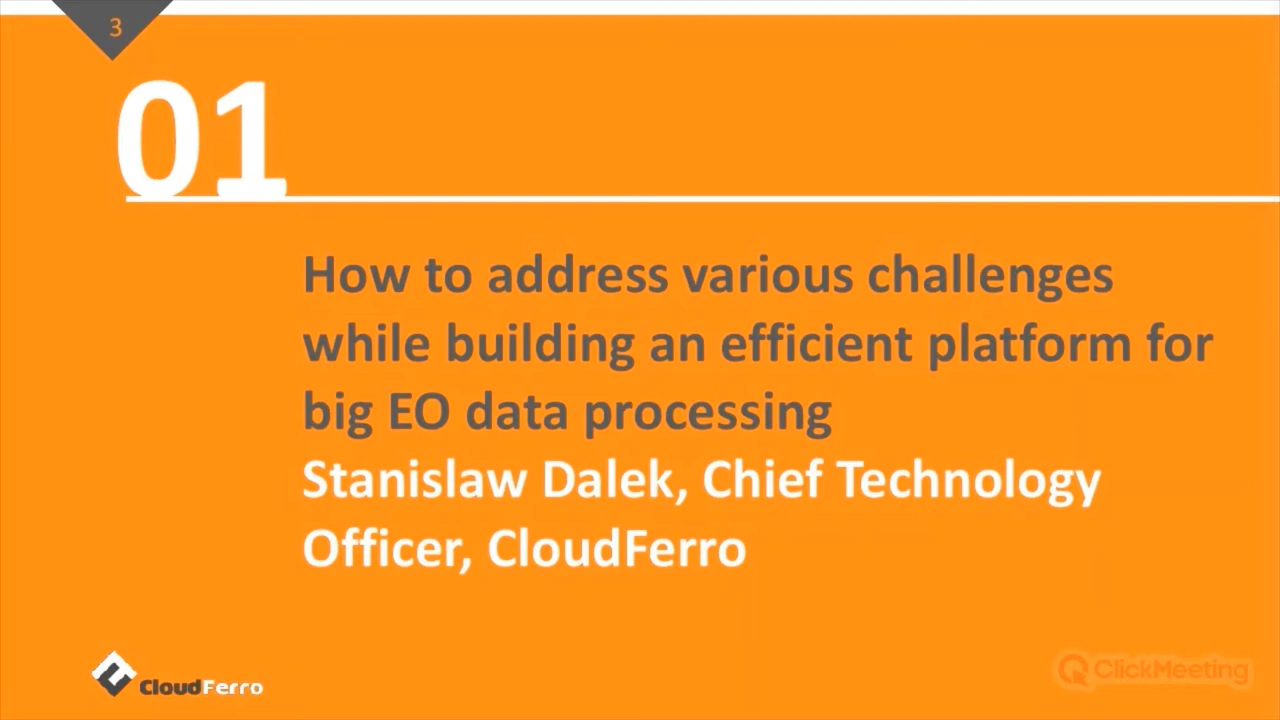 3
01
How to address various challenges
while building an efficient platform for
big EO data processing
Stanislaw Dalek, Chief Technology
Officer, CloudFerro
CloudFerro
ClickMeeting